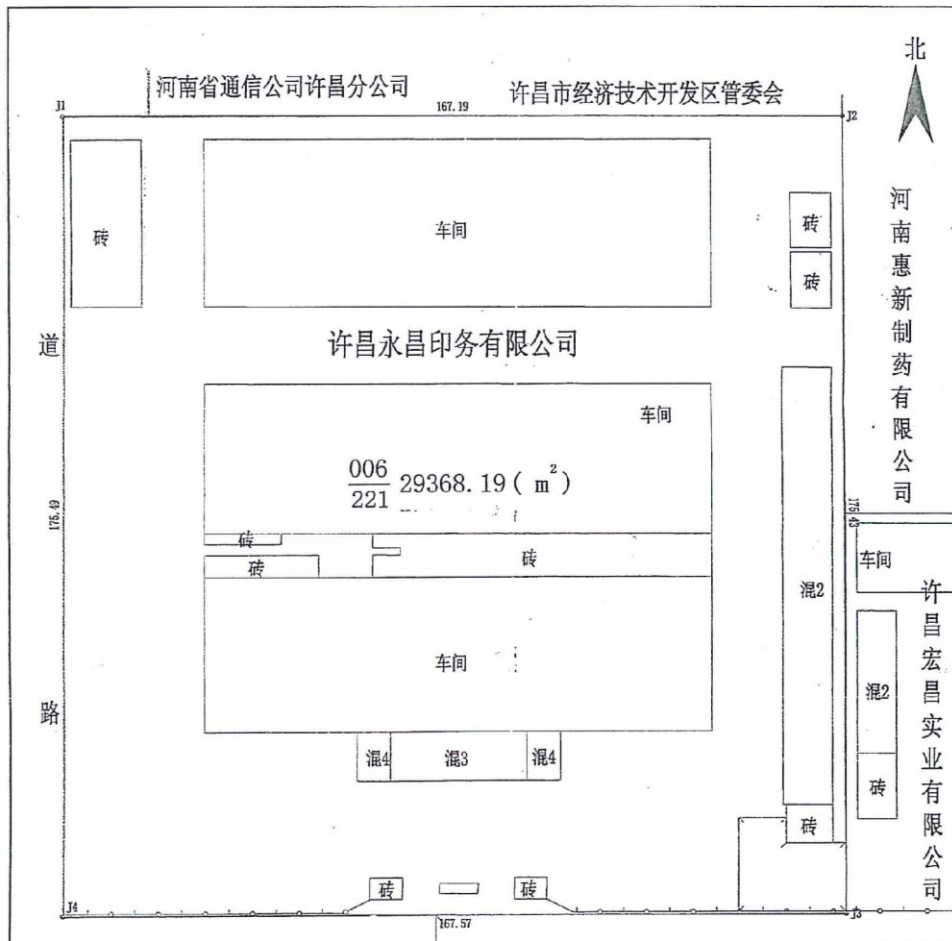 北
河南省通信公司许昌分公司
许昌市经济技术开发区管委会
J1
167.19
J2
砖
车间
砖
砖
河南惠新制药有限公司
道
许昌永昌印务有限公司
车间
006
221
29368.19( m²)
175.49
175.43
砖
砖
砖
混2
车间
许昌宏昌实业有限公司
车间
混2
路
混4
混3
混4
砖
砖
砖
砖
J4
J3
167.57